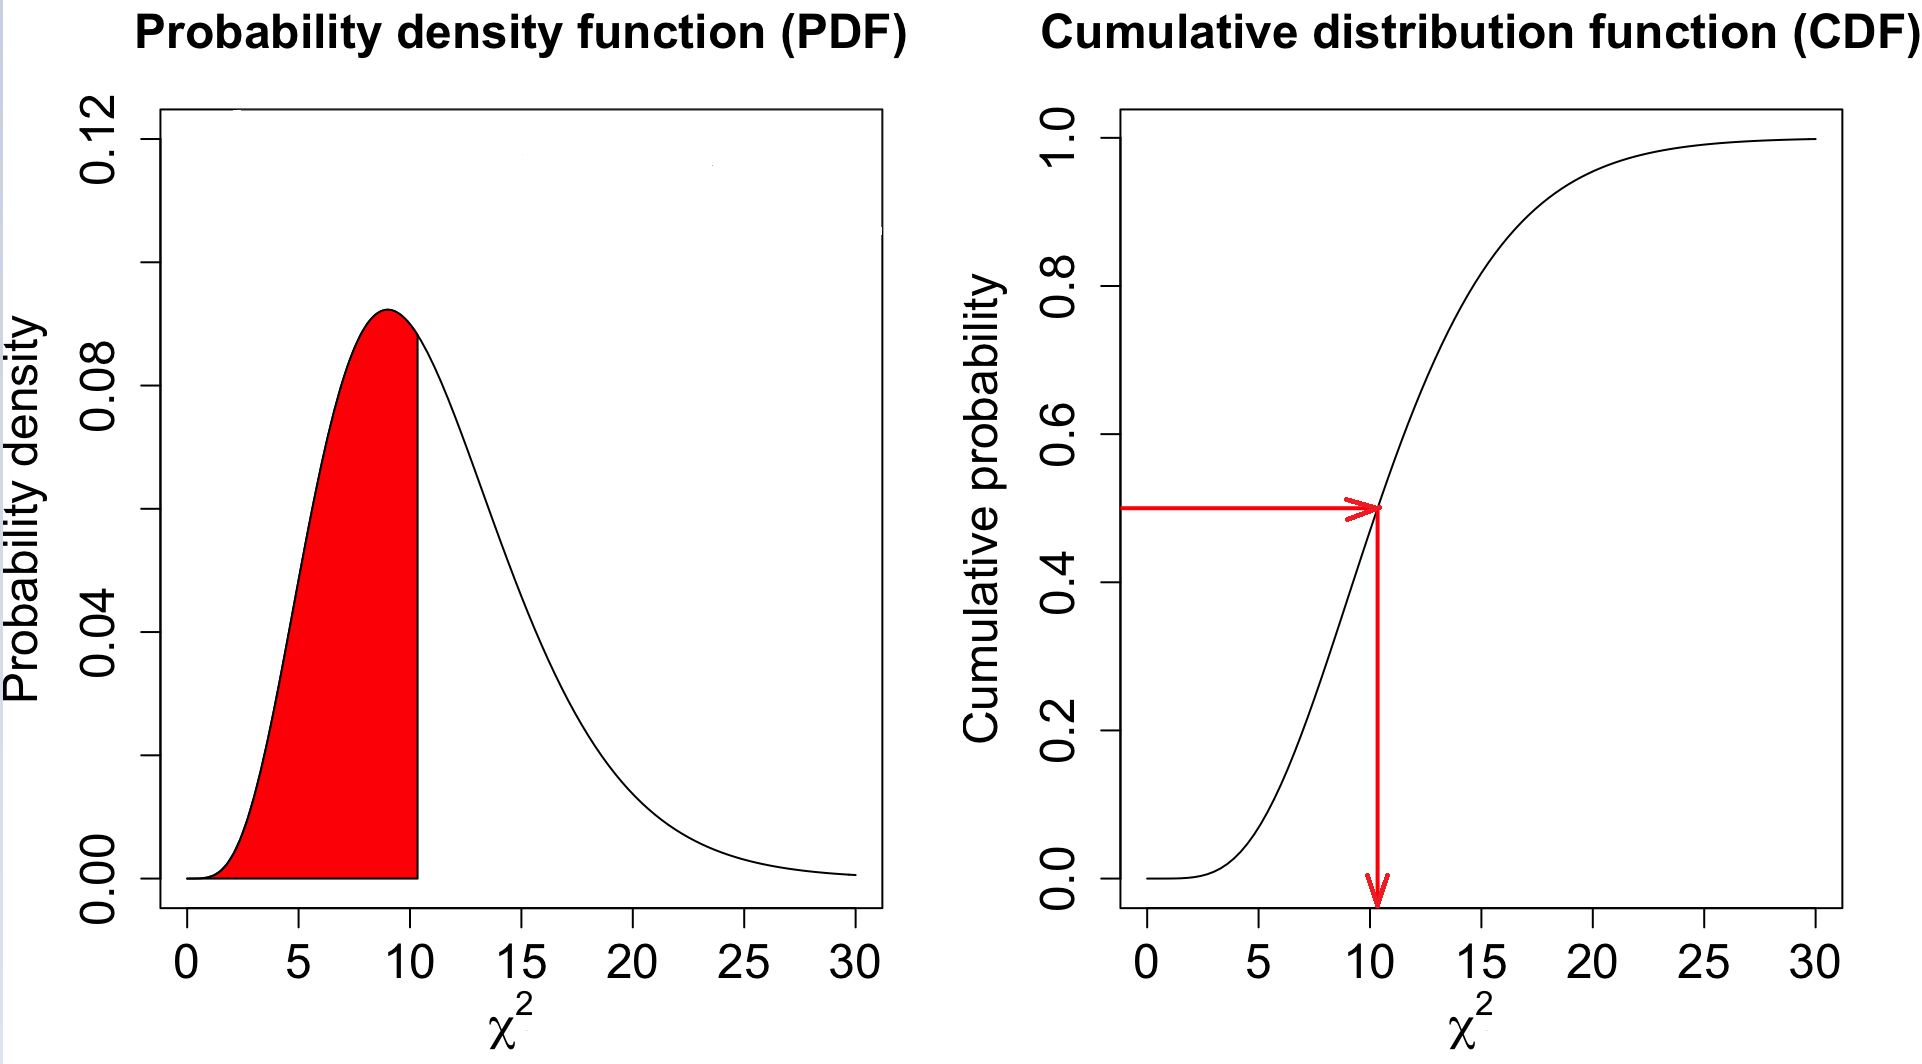 Probability density function (PDF)
Probability density
0.12
0.08
0.04
0.00
0 5 10 15 20 25 30
χ²
Cumulative distribution function (CDF)
Cumulative probability
1.0
0.8
0.6
0.4
0.2
0.0
0 5 10 15 20 25 30
χ²